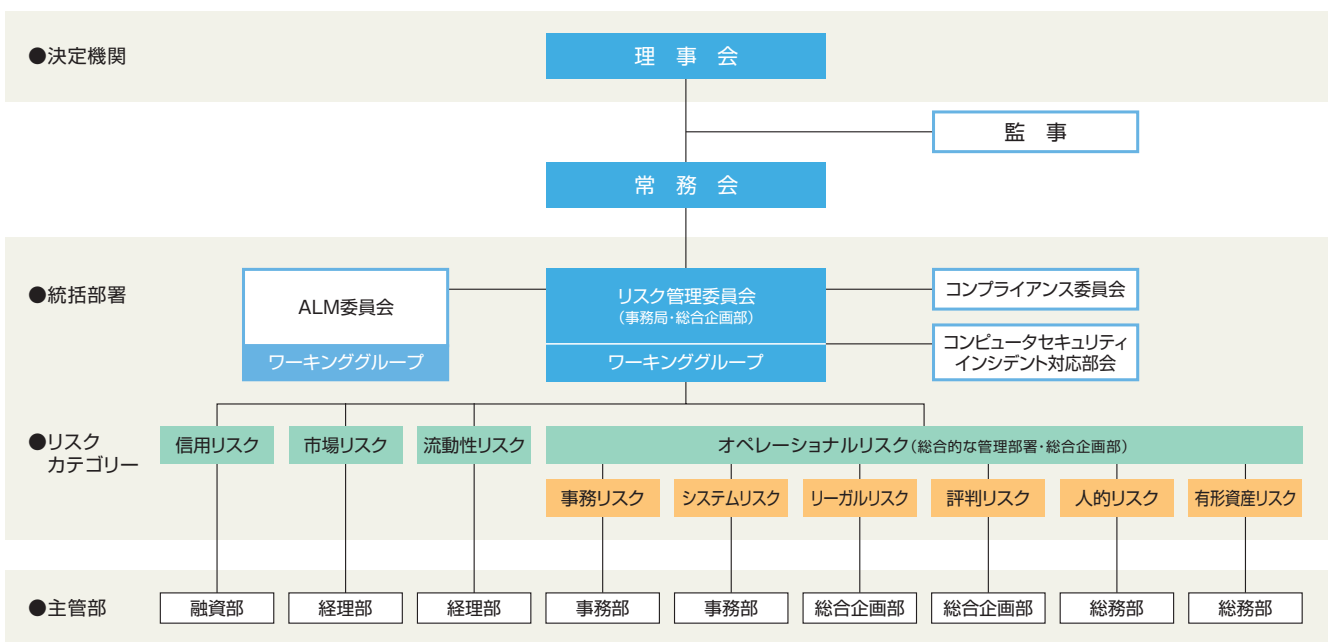 ●決定機関
理　事　会
監　事
常　務　会
●統括部署
ALM委員会
ワーキンググループ
リスク管理委員会
（事務局・総合企画部）
ワーキンググループ
コンプライアンス委員会
コンピュータセキュリティ
インシデント対応部会
●リスク
カテゴリー
信用リスク
市場リスク
流動性リスク
オペレーショナルリスク（総合的な管理部署・総合企画部）
事務リスク
システムリスク
リーガルリスク
評判リスク
人的リスク
有形資産リスク
●主管部
融資部
経理部
経理部
事務部
事務部
総合企画部
総合企画部
総務部
総務部